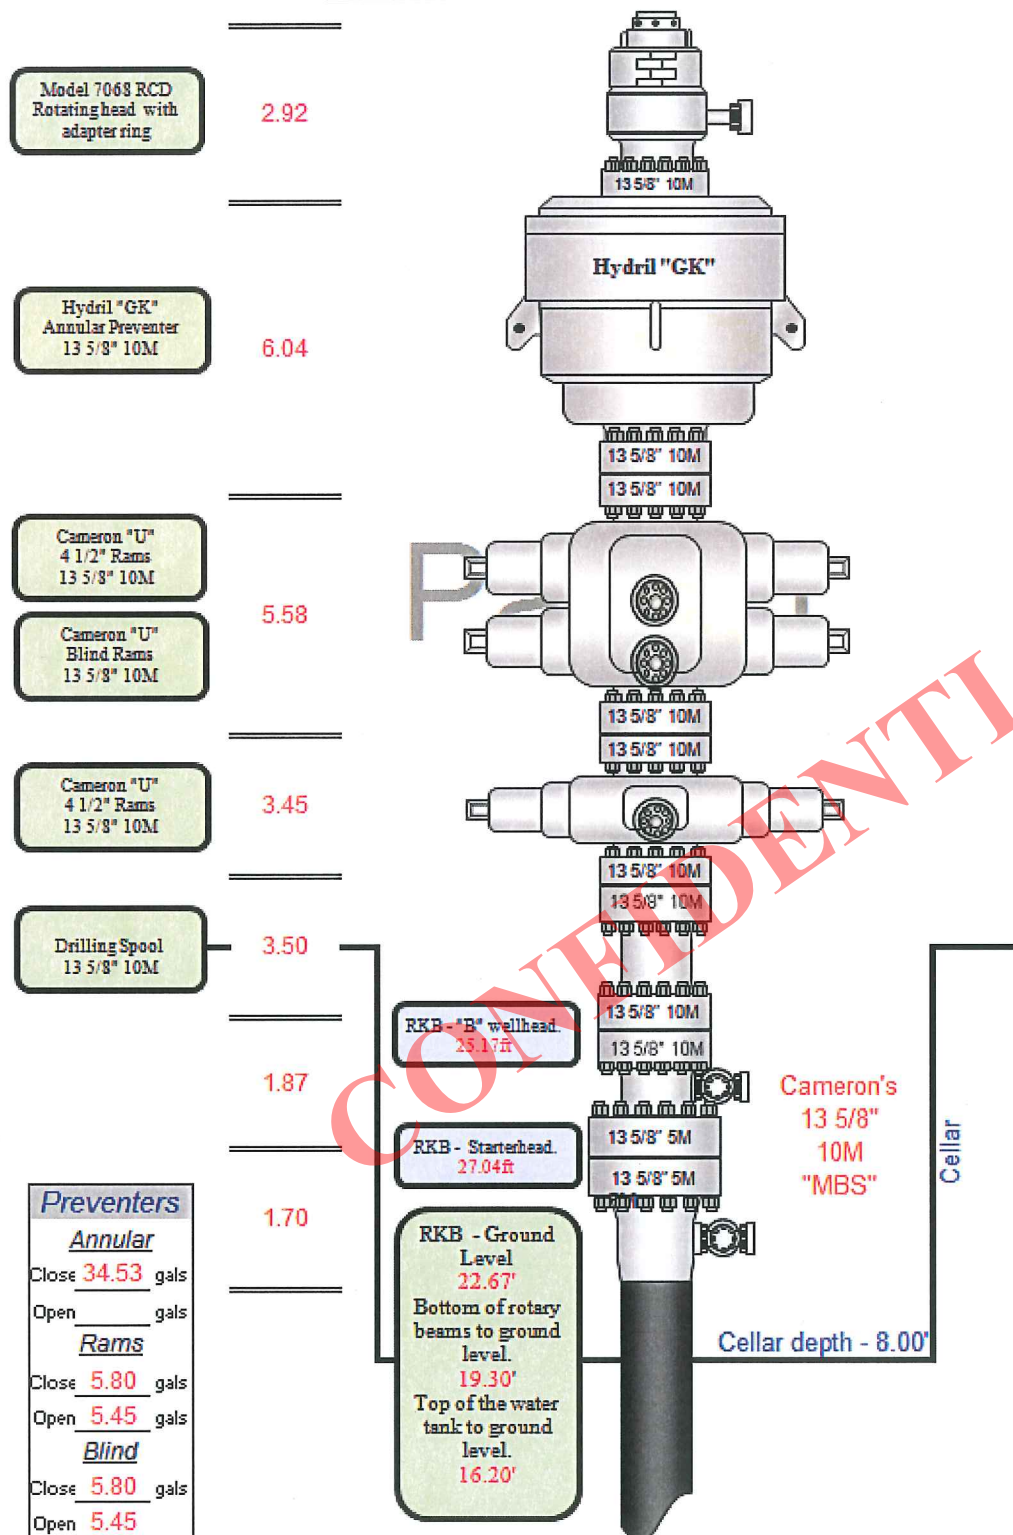 Model 7068 RCD
Rotating head with
adapter ring
2.92
13 5/8" 10M
Hydril "GK"
Hydril "GK"
Annular Preventer
13 5/8" 10M
6.04
13 5/8" 10M
13 5/8" 10M
Cameron "U"
4 1/2" Rams
13 5/8" 10M
Cameron "U"
Blind Rams
13 5/8" 10M
5.58
13 5/8" 10M
13 5/8" 10M
Cameron "U"
4 1/2" Rams
13 5/8" 10M
3.45
13 5/8" 10M
13 5/8" 10M
Drilling Spool
13 5/8" 10M
3.50
RKB - "B" wellhead.
25.17ft
13 5/8" 10M
13 5/8" 10M
1.87
Cameron's
13 5/8"
10M
"MBS"
Cellar
RKB - Starterhead.
27.04ft
13 5/8" 5M
13 5/8" 5M
1.70
RKB - Ground
Level
22.67'
Bottom of rotary
beams to ground
level.
19.30'
Top of the water
tank to ground
level.
16.20'
Cellar depth - 8.00'
Preventers
Annular
Close 34.53 gals
Open gals
Rams
Close 5.80 gals
Open 5.45 gals
Blind
Close 5.80 gals
Open 5.45
CONFIDENTI